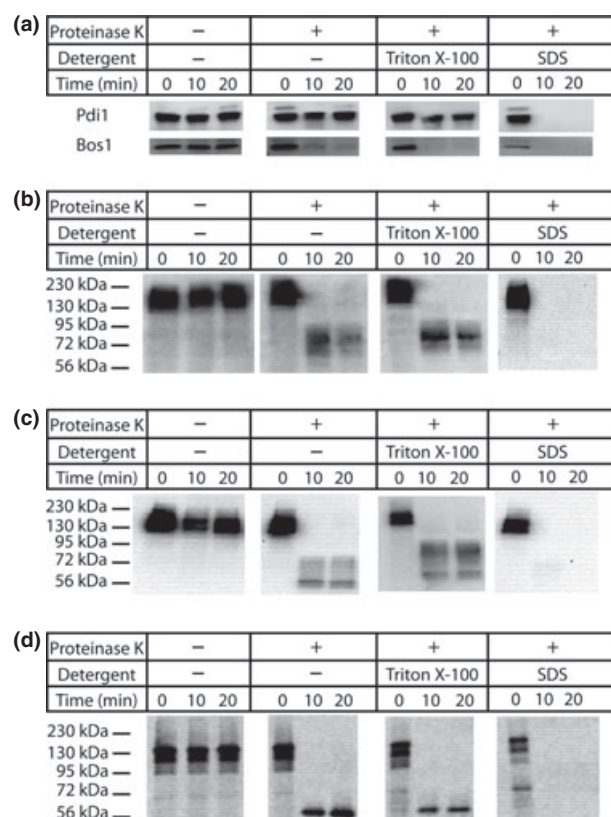 (a)
Proteinase K – + + +
Detergent – – Triton X-100 SDS
Time (min) 0 10 20 0 10 20 0 10 20 0 10 20
Pdi1
Bos1
(b)
Proteinase K – + + +
Detergent – – Triton X-100 SDS
Time (min) 0 10 20 0 10 20 0 10 20 0 10 20
230 kDa
130 kDa
95 kDa
72 kDa
56 kDa
(c)
Proteinase K – + + +
Detergent – – Triton X-100 SDS
Time (min) 0 10 20 0 10 20 0 10 20 0 10 20
230 kDa
130 kDa
95 kDa
72 kDa
56 kDa
(d)
Proteinase K – + + +
Detergent – – Triton X-100 SDS
Time (min) 0 10 20 0 10 20 0 10 20 0 10 20
230 kDa
130 kDa
95 kDa
72 kDa
56 kDa